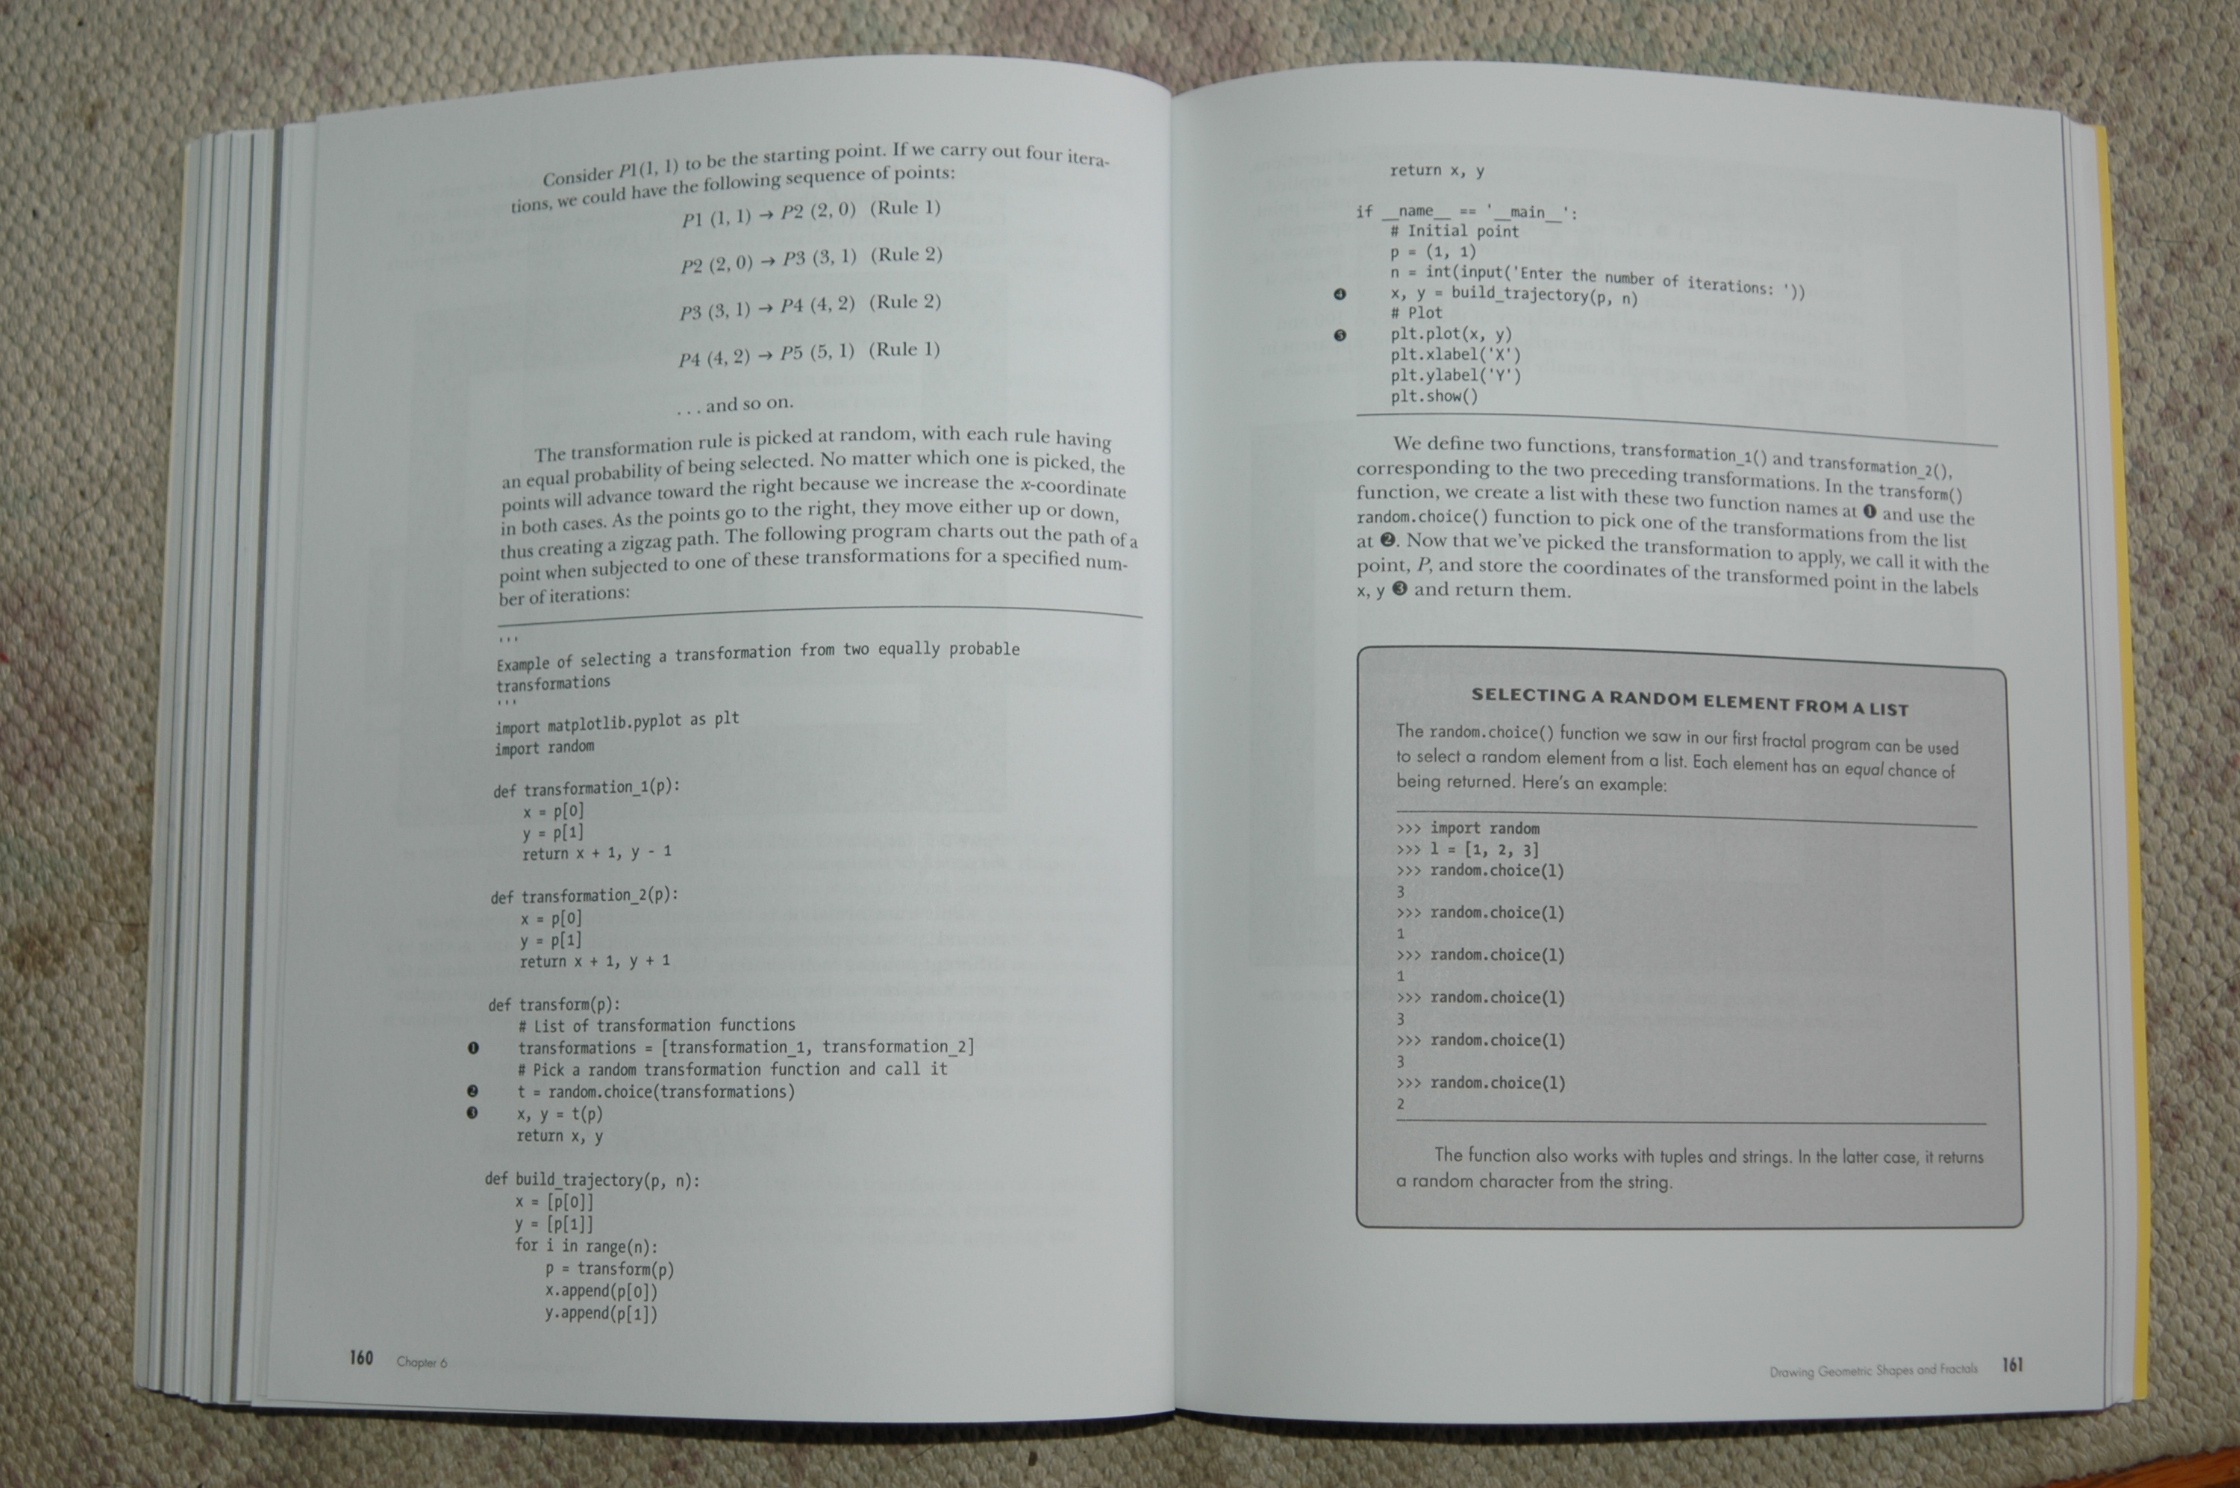 Consider P1(1, 1) to be the starting point. If we carry out four itera-
tions, we could have the following sequence of points:
P1 (1, 1) → P2 (2, 0) (Rule 1)
P2 (2, 0) → P3 (3, 1) (Rule 2)
P3 (3, 1) → P4 (4, 2) (Rule 2)
P4 (4, 2) → P5 (5, 1) (Rule 1)
. . . and so on.
The transformation rule is picked at random, with each rule having
an equal probability of being selected. No matter which one is picked, the
points will advance toward the right because we increase the x-coordinate
in both cases. As the points go to the right, they move either up or down,
thus creating a zigzag path. The following program charts out the path of a
point when subjected to one of these transformations for a specified num-
ber of iterations:
'''
Example of selecting a transformation from two equally probable
transformations
'''
import matplotlib.pyplot as plt
import random
def transformation_1(p):
    x = p[0]
    y = p[1]
    return x + 1, y - 1
def transformation_2(p):
    x = p[0]
    y = p[1]
    return x + 1, y + 1
def transform(p):
    # List of transformation functions
❶ transformations = [transformation_1, transformation_2]
    # Pick a random transformation function and call it
❷ t = random.choice(transformations)
❸ x, y = t(p)
    return x, y
def build_trajectory(p, n):
    x = [p[0]]
    y = [p[1]]
    for i in range(n):
        p = transform(p)
        x.append(p[0])
        y.append(p[1])
160 Chapter 6
    return x, y
if __name__ == '__main__':
    # Initial point
    p = (1, 1)
    n = int(input('Enter the number of iterations: '))
❹ x, y = build_trajectory(p, n)
    # Plot
❺ plt.plot(x, y)
    plt.xlabel('X')
    plt.ylabel('Y')
    plt.show()
We define two functions, transformation_1() and transformation_2(),
corresponding to the two preceding transformations. In the transform()
function, we create a list with these two function names at ❶ and use the
random.choice() function to pick one of the transformations from the list
at ❷. Now that we've picked the transformation to apply, we call it with the
point, P, and store the coordinates of the transformed point in the labels
x, y ❸ and return them.
SELECTING A RANDOM ELEMENT FROM A LIST
The random.choice() function we saw in our first fractal program can be used
to select a random element from a list. Each element has an equal chance of
being returned. Here's an example:
>>> import random
>>> l = [1, 2, 3]
>>> random.choice(l)
3
>>> random.choice(l)
1
>>> random.choice(l)
1
>>> random.choice(l)
3
>>> random.choice(l)
3
>>> random.choice(l)
2
The function also works with tuples and strings. In the latter case, it returns
a random character from the string.
Drawing Geometric Shapes and Fractals 161